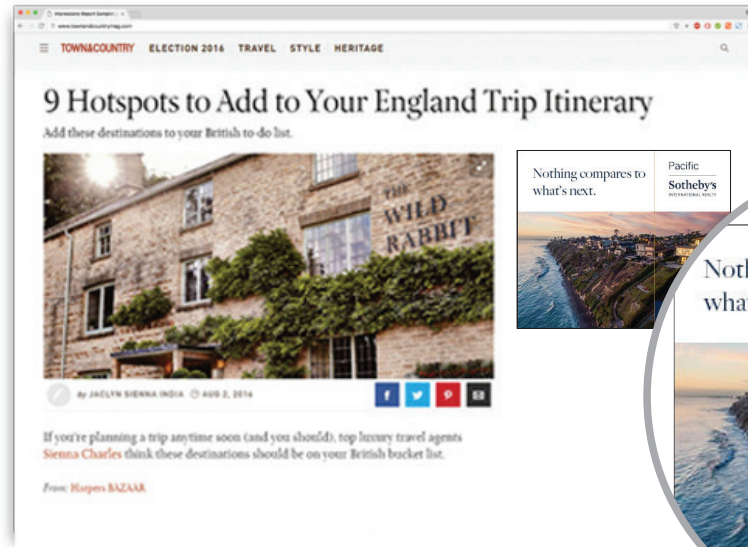 www.townandcountrymag.com
TOWN&COUNTRY ELECTION 2016 TRAVEL STYLE HERITAGE
9 Hotspots to Add to Your England Trip Itinerary
Add these destinations to your British to-do list.
THE
WILD
RABBIT
By JACLYN SIENNA INDIA AUG 2, 2016
If you're planning a trip anytime soon (and you should), top luxury travel agents
Sienna Charles think these destinations should be on your British bucket list.
From: Harpers BAZAAR
Nothing compares to
what's next.
Pacific
Sotheby's
INTERNATIONAL REALTY